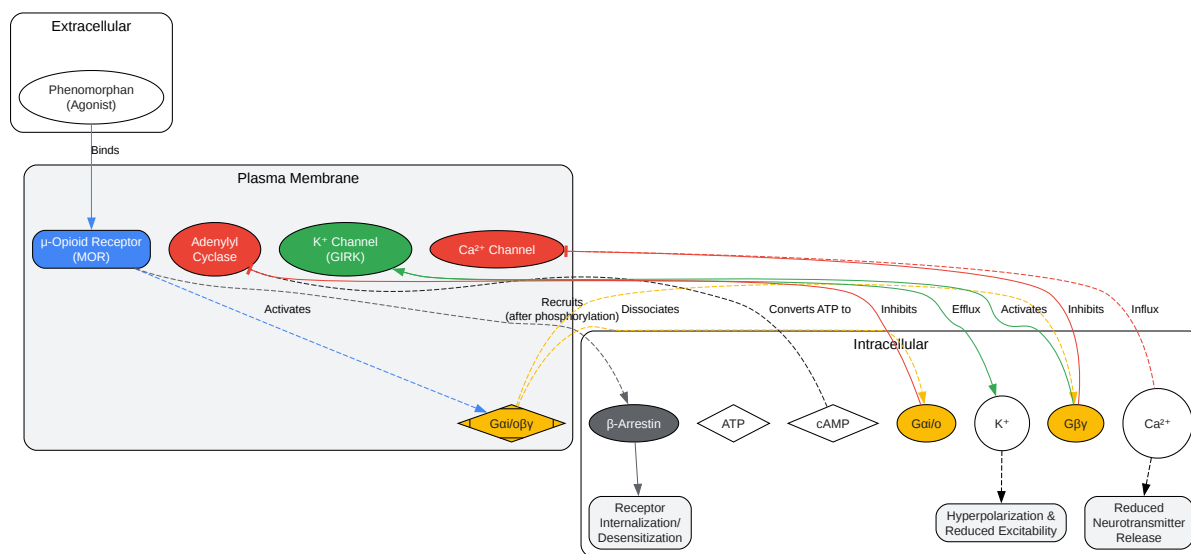 Extracellular
Phenomorphan
(Agonist)
Binds
Plasma Membrane
μ-Opioid Receptor
(MOR)
Adenylyl
Cyclase
K⁺ Channel
(GIRK)
Ca²⁺ Channel
Activates
Recruits
(after phosphorylation)
Dissociates
Converts ATP to
Inhibits
Efflux
Activates
Inhibits
Influx
Intracellular
Gαi/oβγ
β-Arrestin
ATP
cAMP
Gαi/o
K⁺
Gβγ
Ca²⁺
Receptor
Internalization/
Desensitization
Hyperpolarization &
Reduced Excitability
Reduced
Neurotransmitter
Release